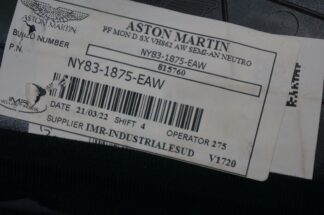 ASTON MARTIN
ASTON MARTIN
PF MON D SX VH862 AW SEMI-AN NEUTRO
BUILD NUMBER
NY83-1875-EAW
815760
P.N.
NY83-1875-EAW
DATE 21/03/22 SHIFT 4 OPERATOR 275
SUPPLIER IMR-INDUSTRIALESUD V1720